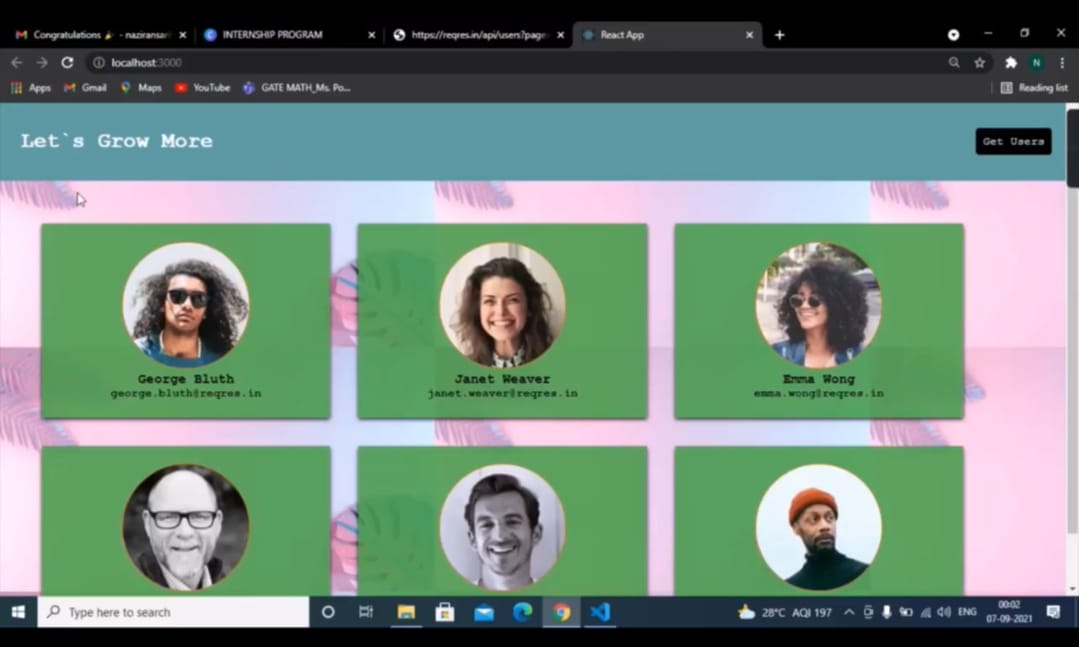 Congratulations 🎉 - naziransari
INTERNSHIP PROGRAM
https://reqres.in/api/users?page
React App
localhost:3000
N
Apps
Gmail
Maps
YouTube
GATE MATH_Ms. Po...
Reading list
Let`s Grow More
Get Users
George Bluth
george.bluth@reqres.in
Janet Weaver
janet.weaver@reqres.in
Emma Wong
emma.wong@reqres.in
Type here to search
28°C AQI 197
ENG
00:02
07-09-2021